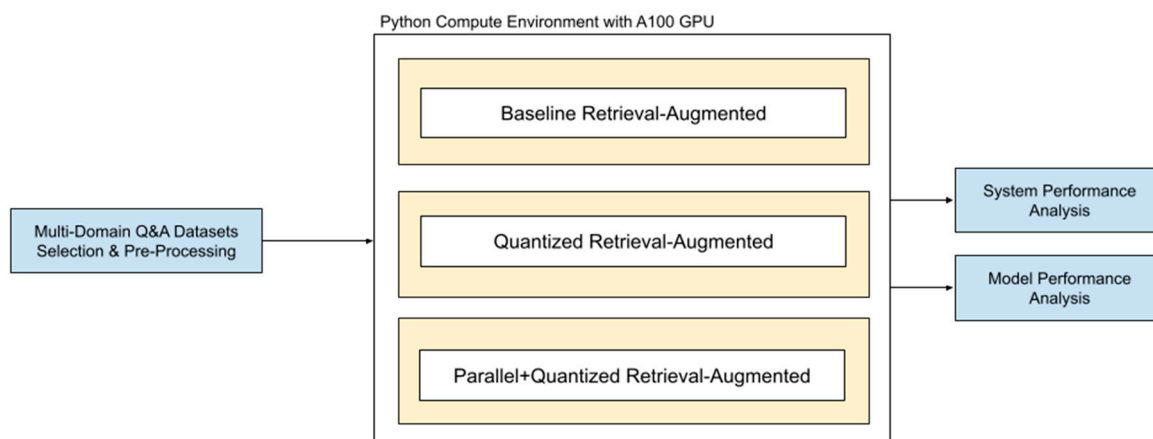 Python Compute Environment with A100 GPU
Baseline Retrieval-Augmented
Multi-Domain Q&A Datasets
Selection & Pre-Processing
Quantized Retrieval-Augmented
Parallel+Quantized Retrieval-Augmented
System Performance
Analysis
Model Performance
Analysis